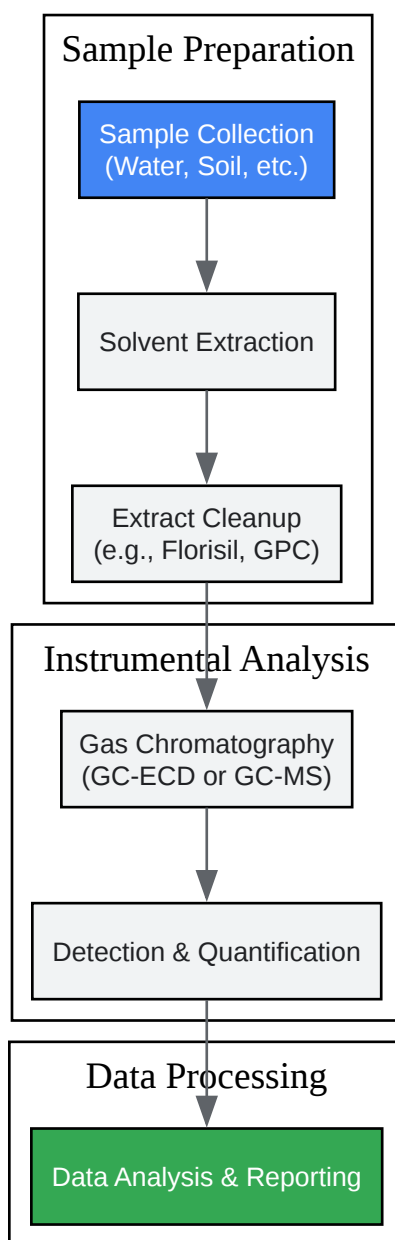 Sample Preparation
Sample Collection
(Water, Soil, etc.)
Solvent Extraction
Extract Cleanup
(e.g., Florisil, GPC)
Instrumental Analysis
Gas Chromatography
(GC-ECD or GC-MS)
Detection & Quantification
Data Processing
Data Analysis & Reporting